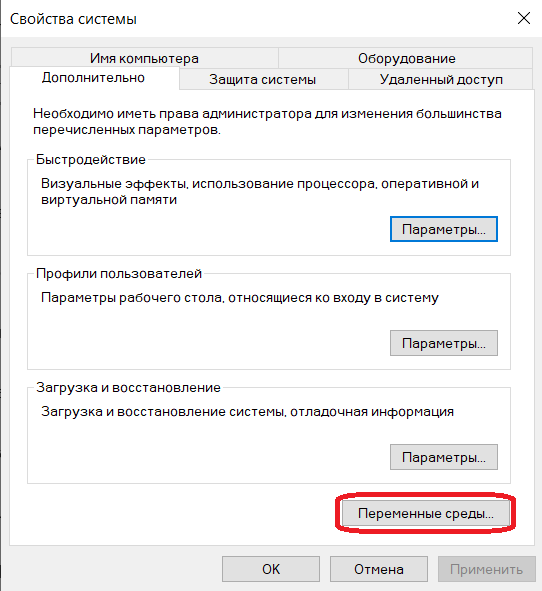 Свойства системы
Имя компьютера
Оборудование
Дополнительно
Защита системы
Удаленный доступ
Необходимо иметь права администратора для изменения большинства
перечисленных параметров.
Быстродействие
Визуальные эффекты, использование процессора, оперативной и
виртуальной памяти
Параметры...
Профили пользователей
Параметры рабочего стола, относящиеся ко входу в систему
Параметры...
Загрузка и восстановление
Загрузка и восстановление системы, отладочная информация
Параметры...
Переменные среды...
ОК
Отмена
Применить